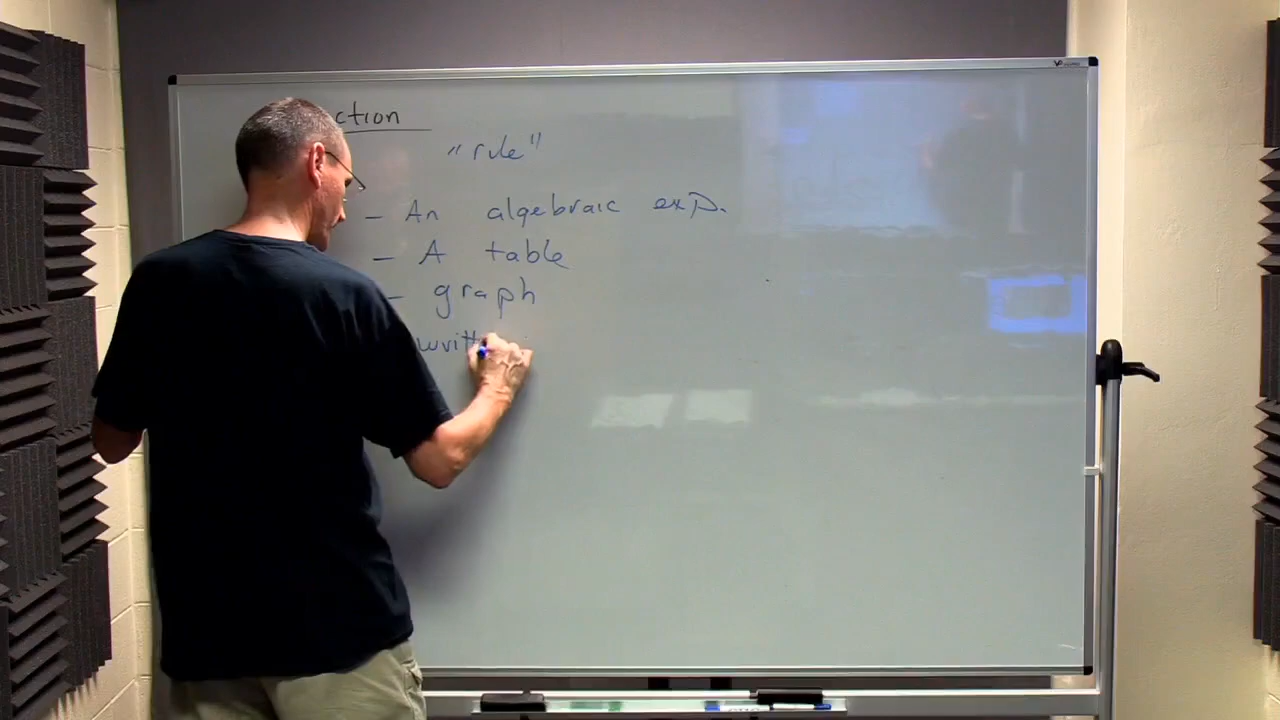 ction
"rule"
- An algebraic exp.
- A table
- graph
writt